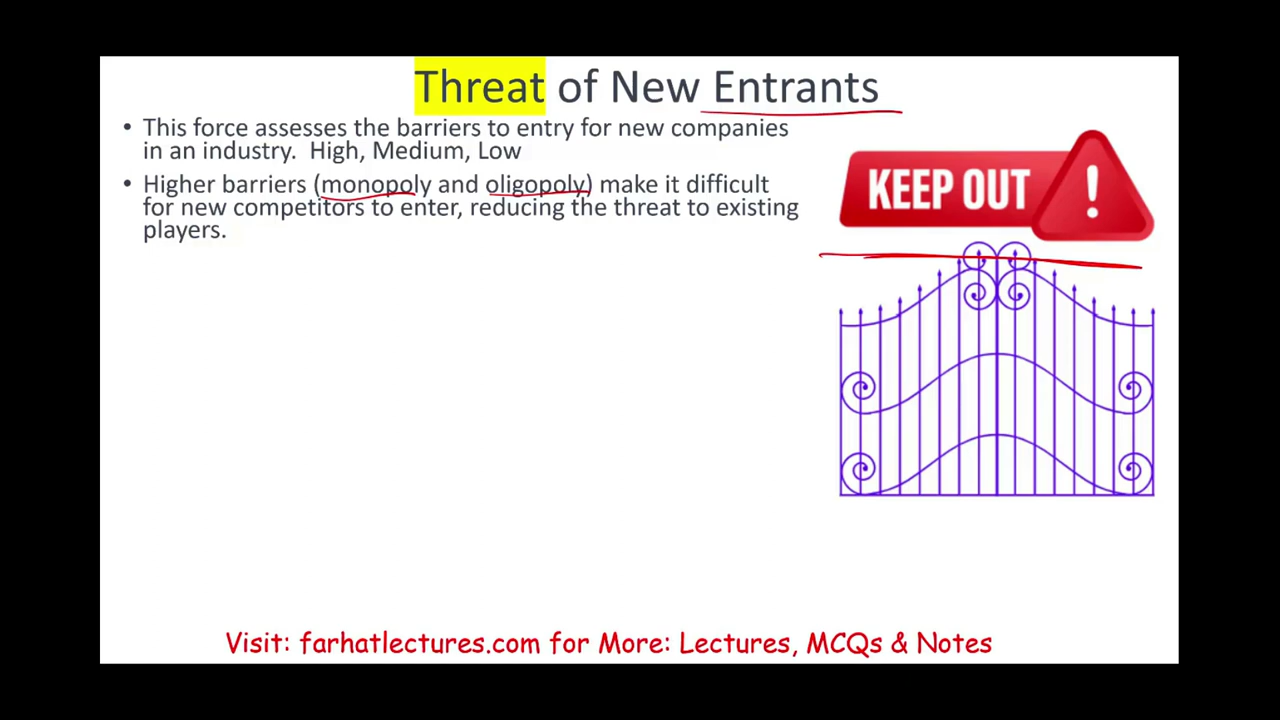 Threat of New Entrants
• This force assesses the barriers to entry for new companies
in an industry.  High, Medium, Low
• Higher barriers (monopoly and oligopoly) make it difficult
for new competitors to enter, reducing the threat to existing
players.
KEEP OUT !
Visit: farhatlectures.com for More: Lectures, MCQs & Notes